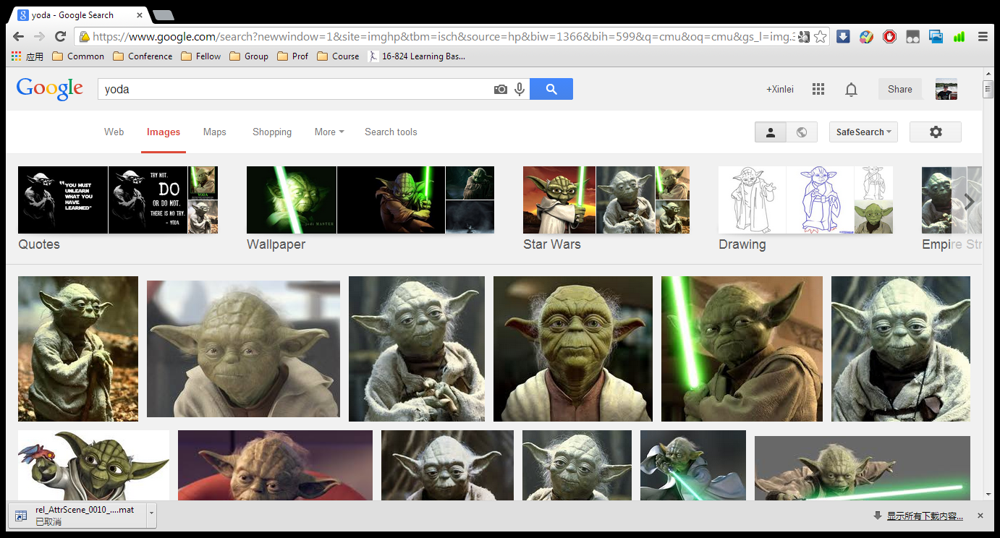 yoda - Google Search
https://www.google.com/search?newwindow=1&site=imghp&tbm=isch&source=hp&biw=1366&bih=599&q=cmu&oq=cmu&gs_l=img.3
应用 Common Conference Fellow Group Prof Course 16-824 Learning Bas...
Google yoda +Xinlei Share
Web Images Maps Shopping More Search tools SafeSearch
"YOU MUST
UNLEARN
WHAT YOU
HAVE
LEARNED"
TRY NOT.
DO
OR DO NOT.
THERE IS NO TRY.
- YODA
YODA
jedi MASTER
Quotes Wallpaper Star Wars Drawing Empire Str
rel_AttrScene_0010_....mat
已取消
显示所有下载内容...